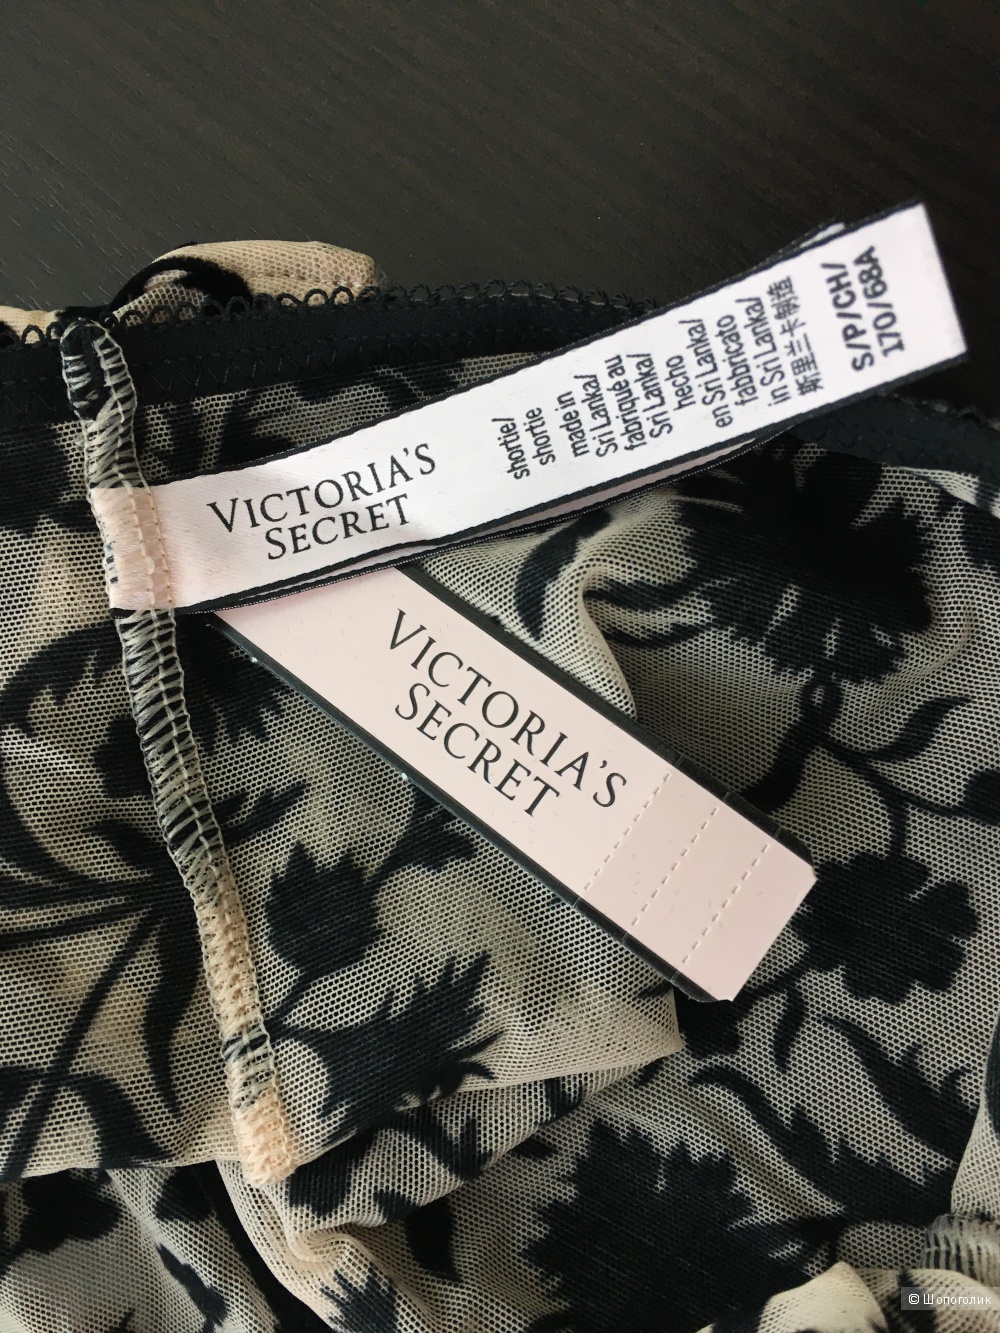 VICTORIA'S
SECRET
shortie/
shortie
made in
Sri Lanka/
fabriqué au
Sri Lanka/
hecho
en Sri Lanka/
fabbricato
in Sri Lanka/
斯里兰卡制造
S/P/CH/
170/68A
VICTORIA'S
SECRET
© Шопоголик